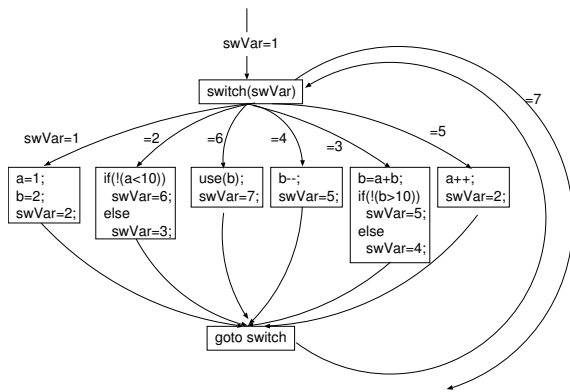 swVar=1
switch(swVar)
=7
swVar=1
=2
=6
=4
=3
=5
a=1;
b=2;
swVar=2;
if(!(a<10))
swVar=6;
else
swVar=3;
use(b);
swVar=7;
b--;
swVar=5;
b=a+b;
if(!(b>10))
swVar=5;
else
swVar=4;
a++;
swVar=2;
goto switch